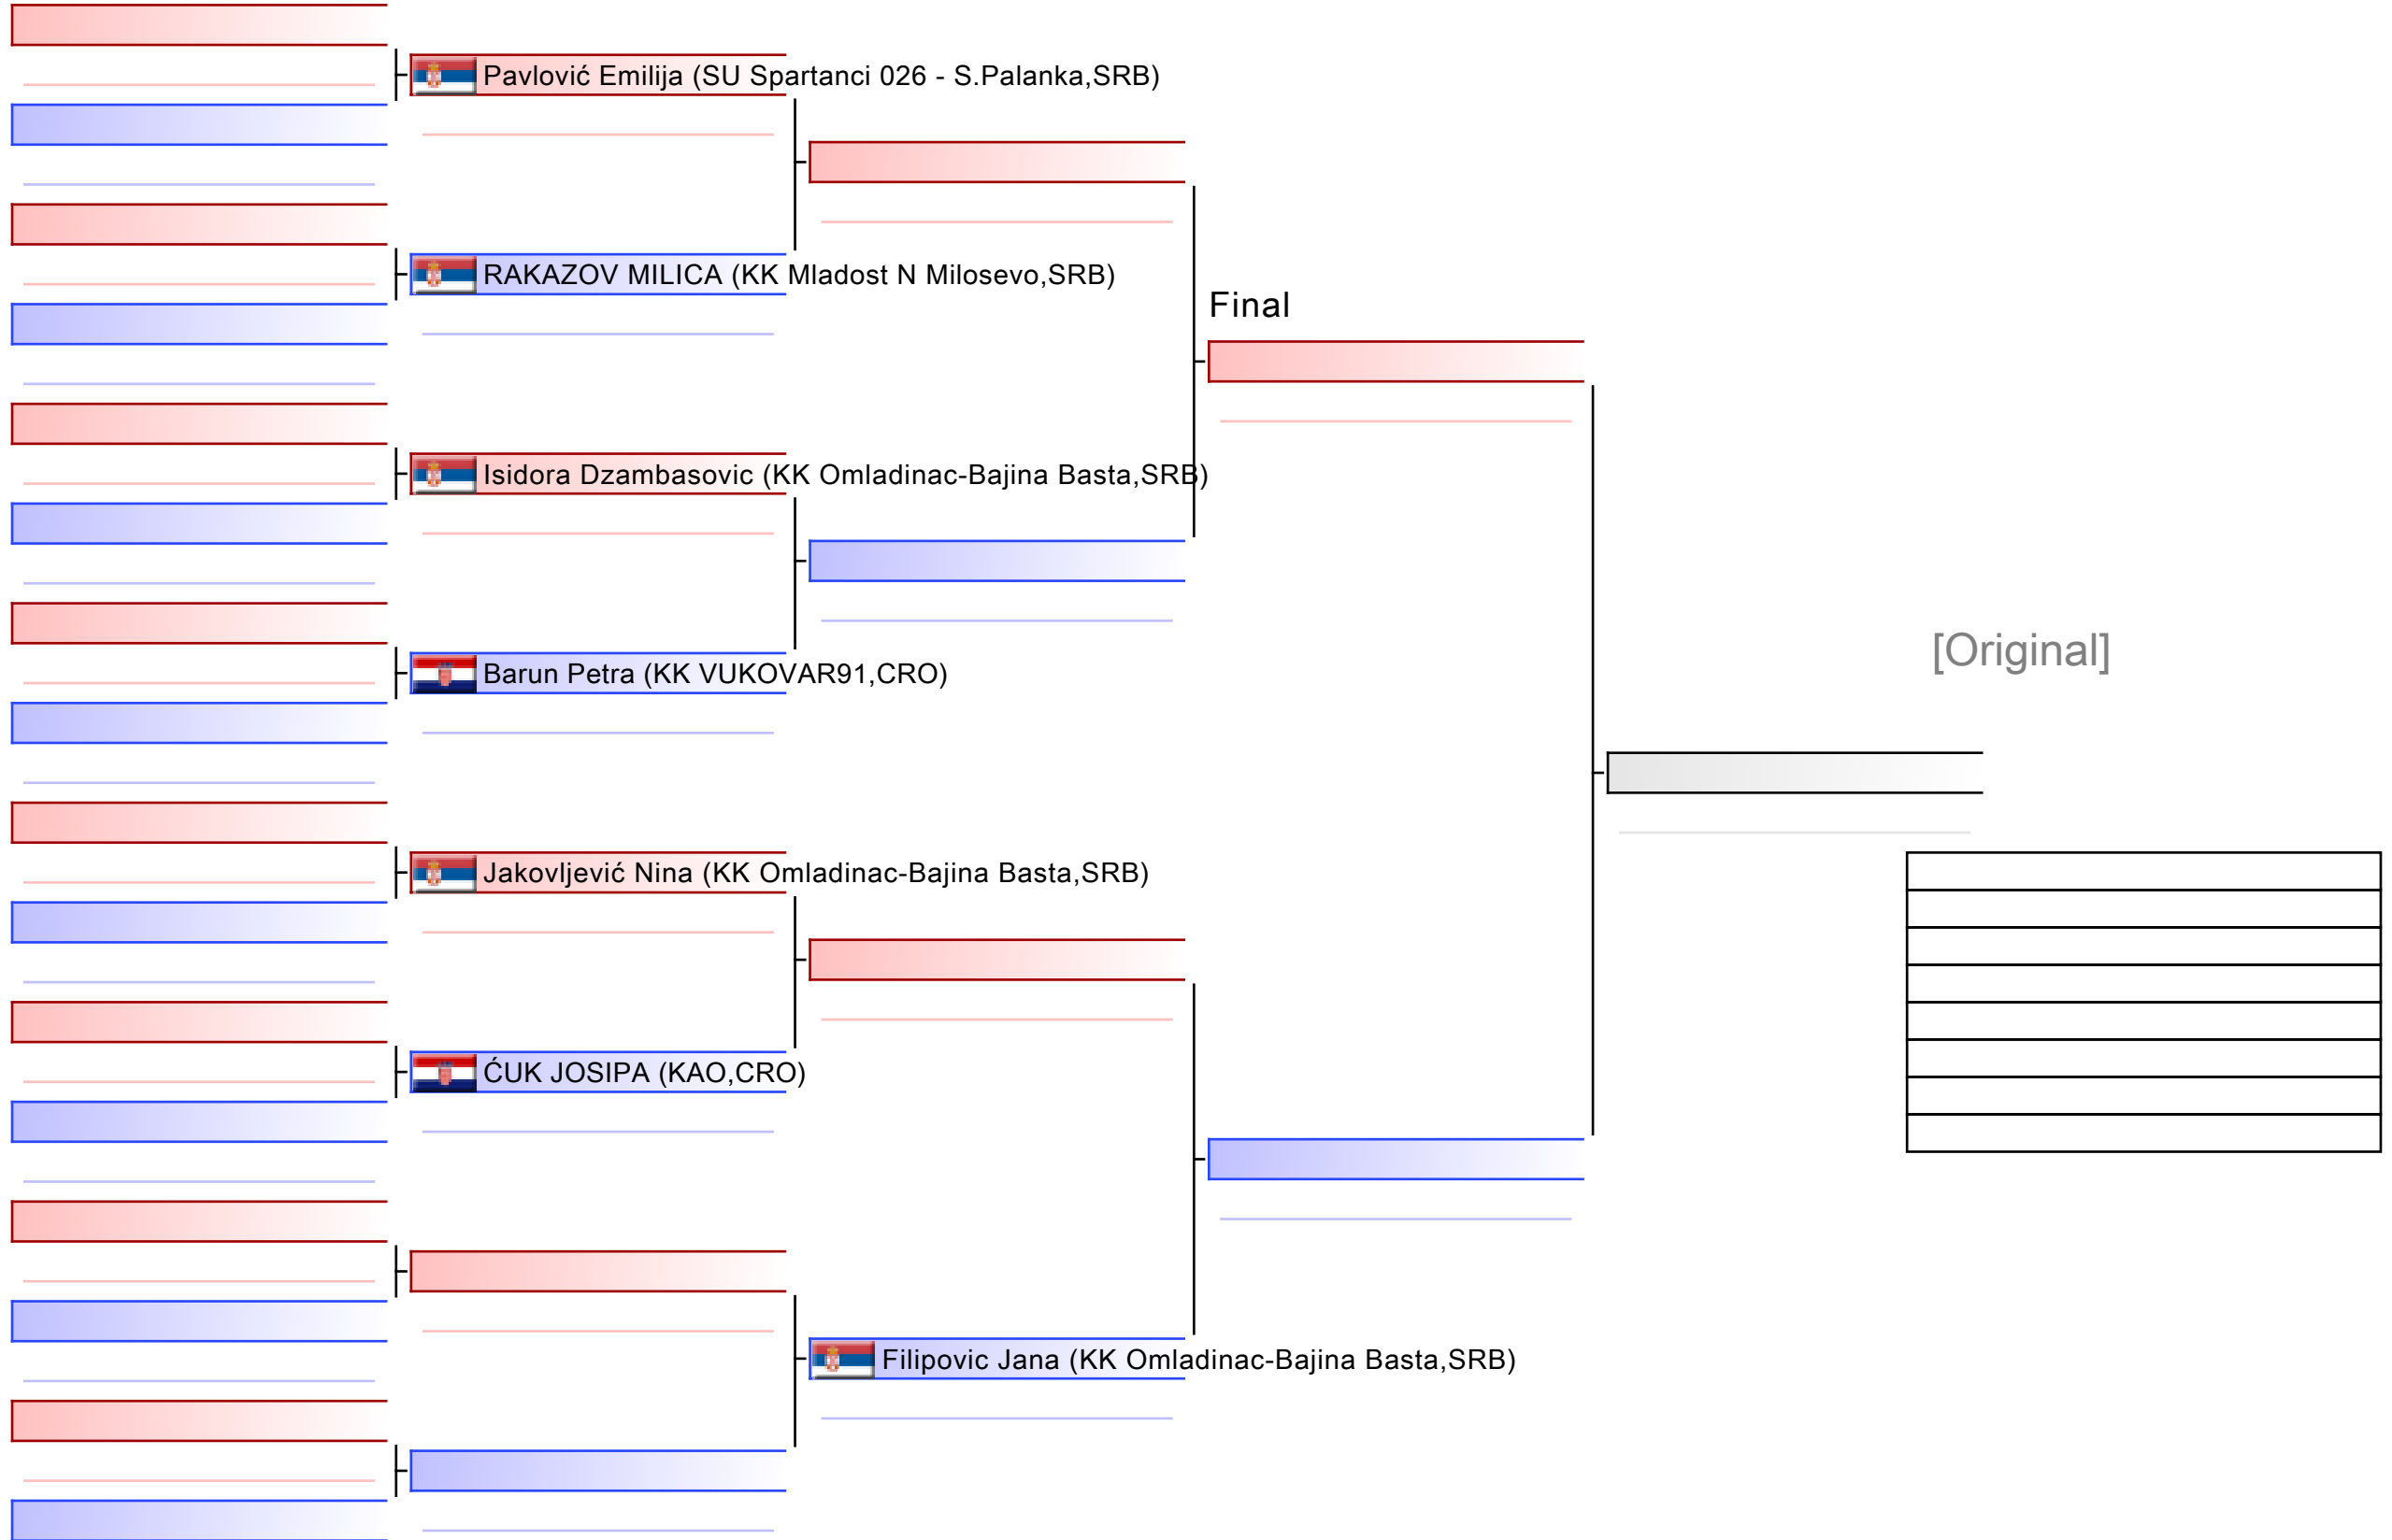 Pavlović Emilija (SU Spartanci 026 - S.Palanka,SRB)
RAKAZOV MILICA (KK Mladost N Milosevo,SRB)
Final
Isidora Dzambasovic (KK Omladinac-Bajina Basta,SRB)
[Original]
Barun Petra (KK VUKOVAR91,CRO)
Jakovljević Nina (KK Omladinac-Bajina Basta,SRB)
ĆUK JOSIPA (KAO,CRO)
Filipovic Jana (KK Omladinac-Bajina Basta,SRB)